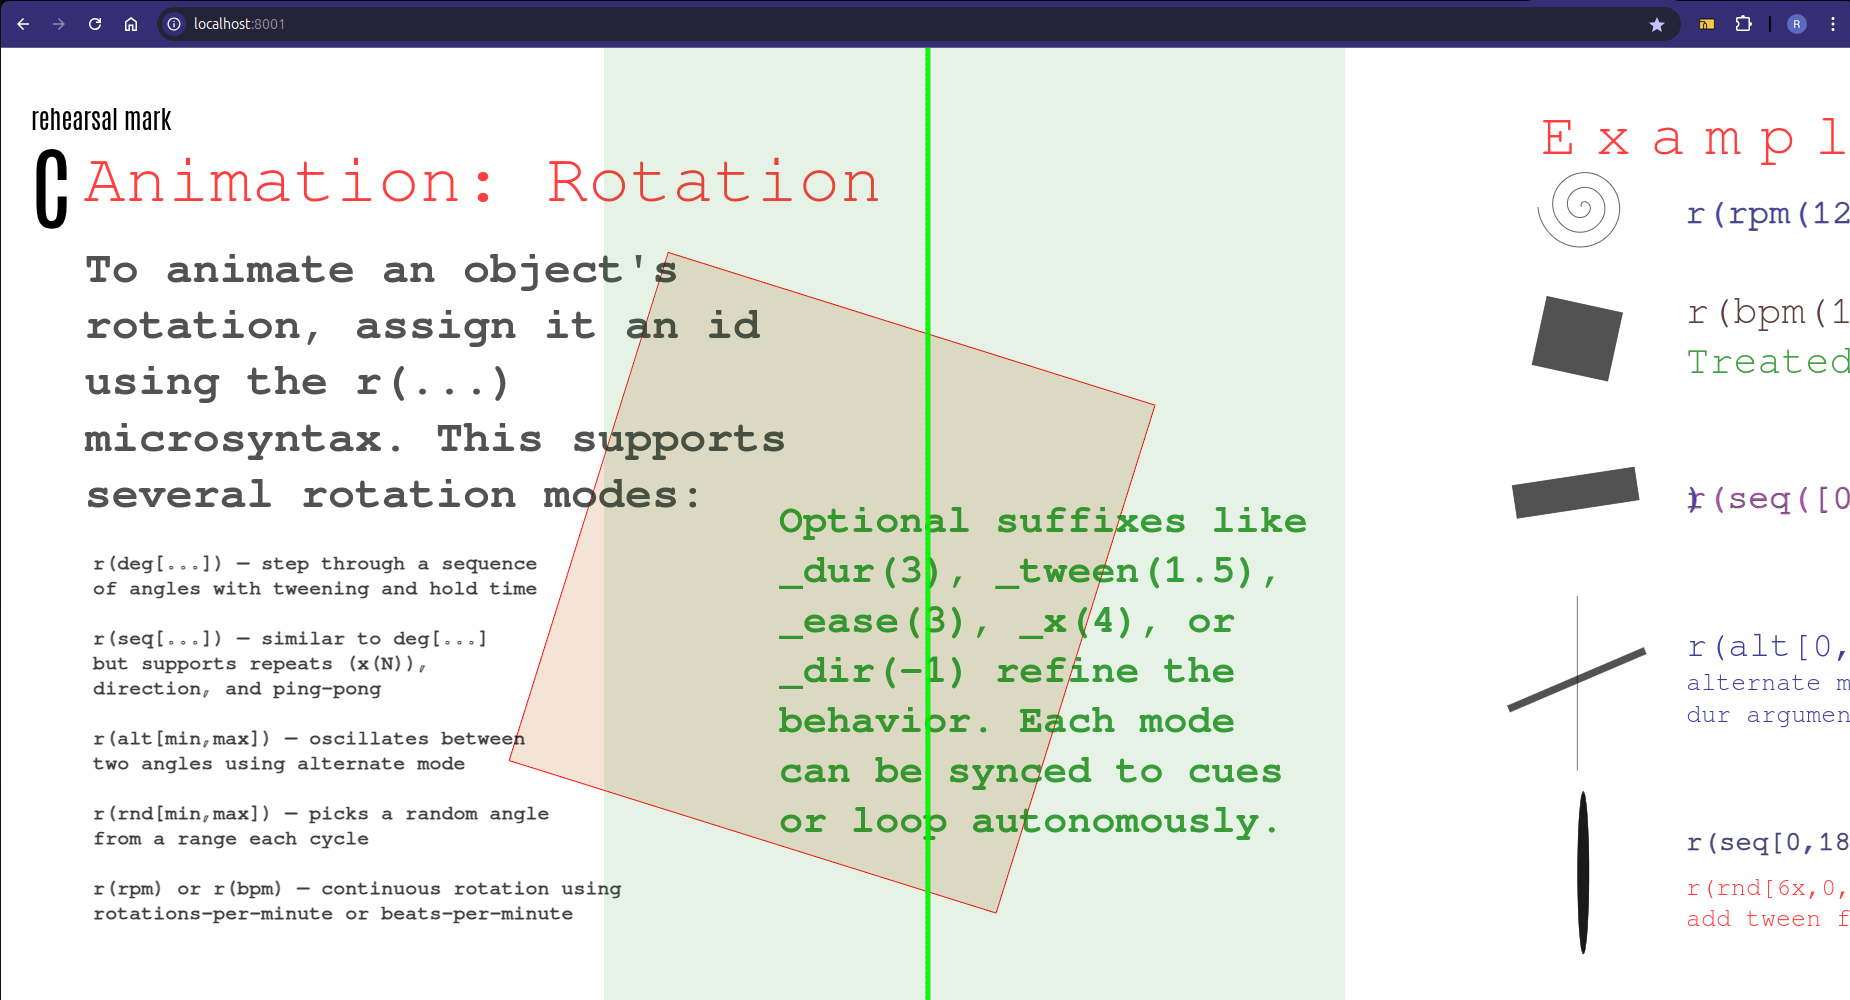 localhost:8001
R
rehearsal mark
C
Animation: Rotation
To animate an object's
rotation, assign it an id
using the r(...)
microsyntax. This supports
several rotation modes:
r(deg[...]) – step through a sequence
of angles with tweening and hold time
r(seq[...]) – similar to deg[...]
but supports repeats (x(N)),
direction, and ping-pong
r(alt[min,max]) – oscillates between
two angles using alternate mode
r(rnd[min,max]) – picks a random angle
from a range each cycle
r(rpm) or r(bpm) – continuous rotation using
rotations-per-minute or beats-per-minute
Optional suffixes like
_dur(3), _tween(1.5),
_ease(3), _x(4), or
_dir(-1) refine the
behavior. Each mode
can be synced to cues
or loop autonomously.
Exampl
r(rpm(12
r(bpm(1
Treated
r(seq([0
)
r(alt[0,
alternate m
dur argumen
r(seq[0,18
r(rnd[6x,0,
add tween f